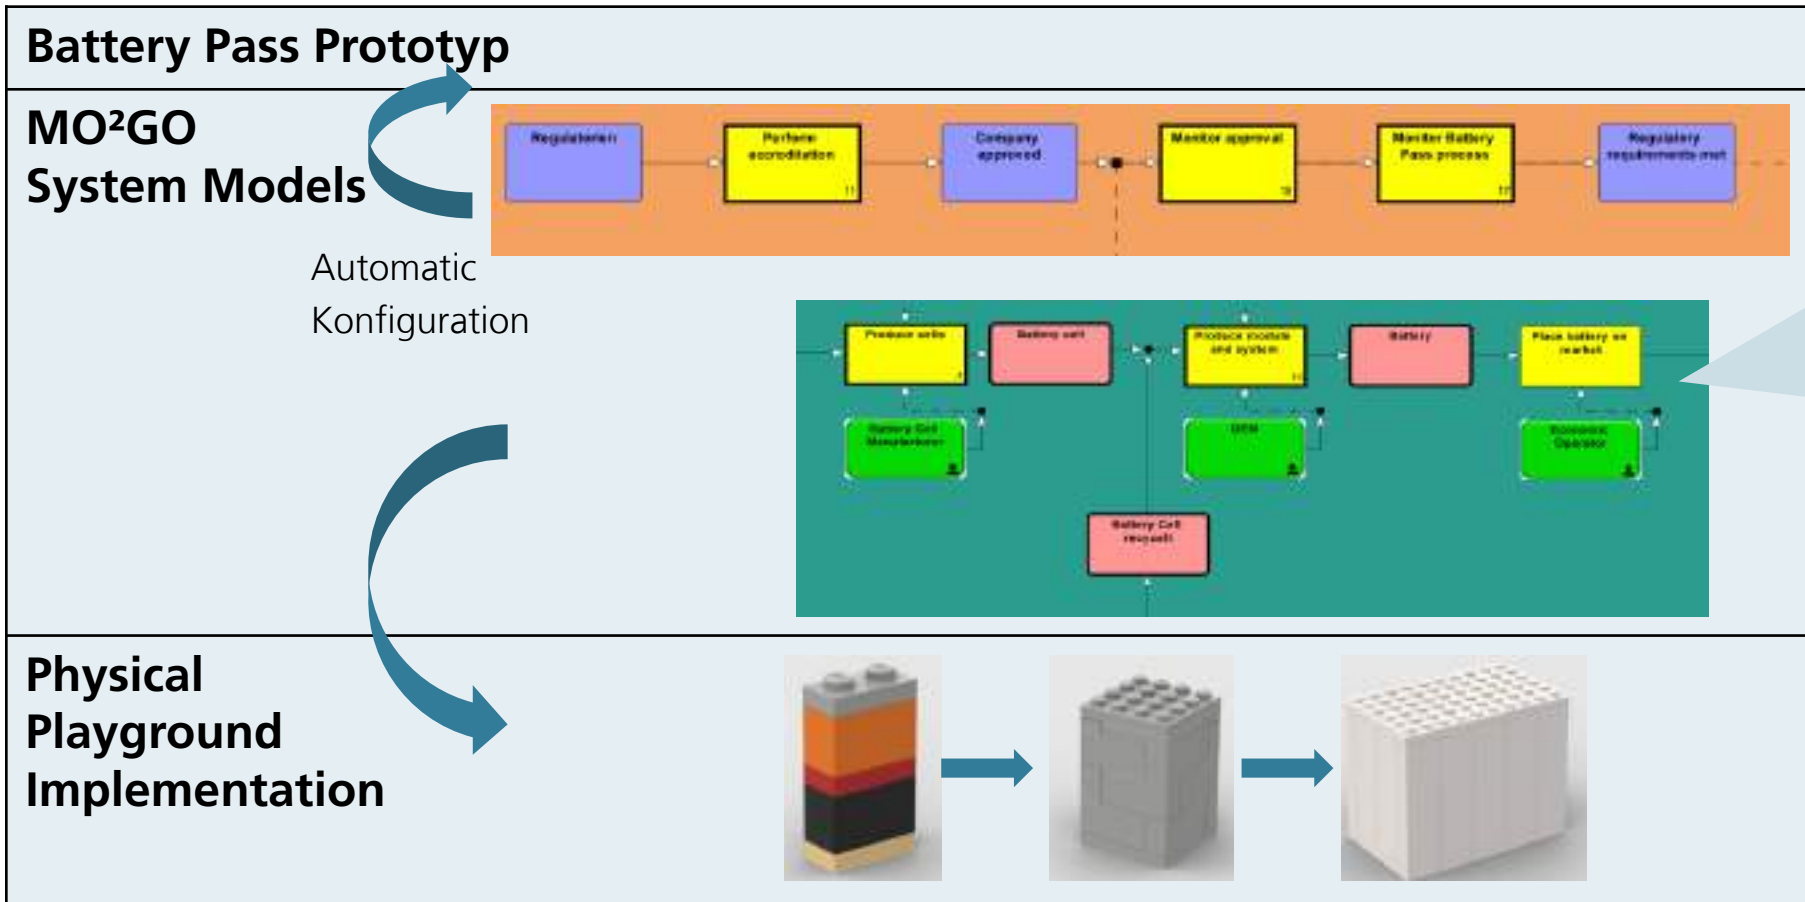 Battery Pass Prototyp
MO²GO
System Models
Automatic
Konfiguration
Regulatorien
Perform
accreditation
11
Company
approved
Monitor approval
Monitor Battery
Pass process
Regulatory
requirements met
Produce cells
Battery cell
Produce module
and system
Battery
Place battery on
market
Battery Cell
Manufacturer
OEM
Economic
Operator
Battery Cell
Physical
Playground
Implementation